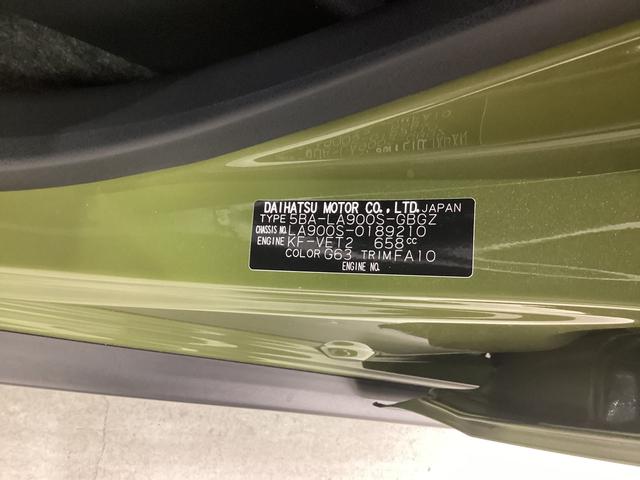 DAIHATSU MOTOR CO.,LTD.JAPAN
TYPE 5BA-LA900S-GBGZ
CHASSIS NO. LA900S-0189210
ENGINE KF-VET2 658cc
COLOR G63 TRIM FA10
ENGINE NO.